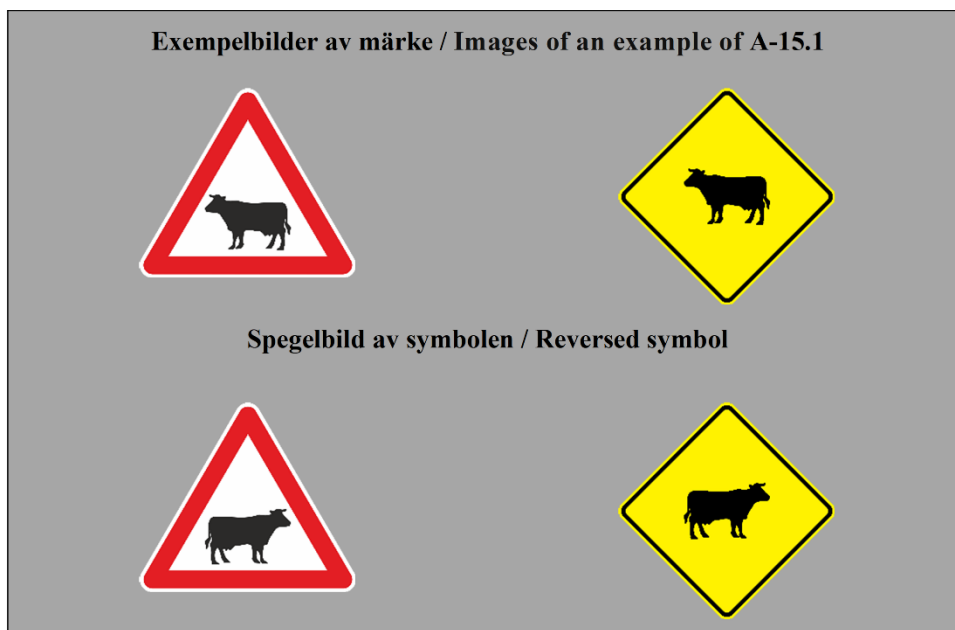 Exempelbilder av märke / Images of an example of A-15.1
Spegelbild av symbolen / Reversed symbol